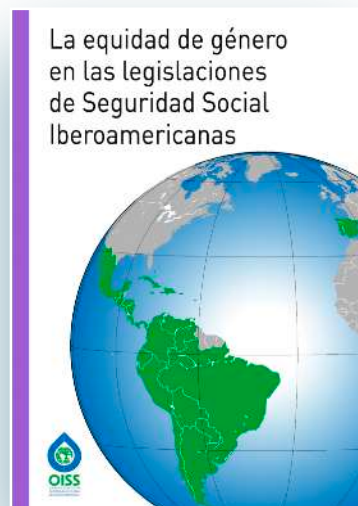 La equidad de género
en las legislaciones
de Seguridad Social
Iberoamericanas
OISS